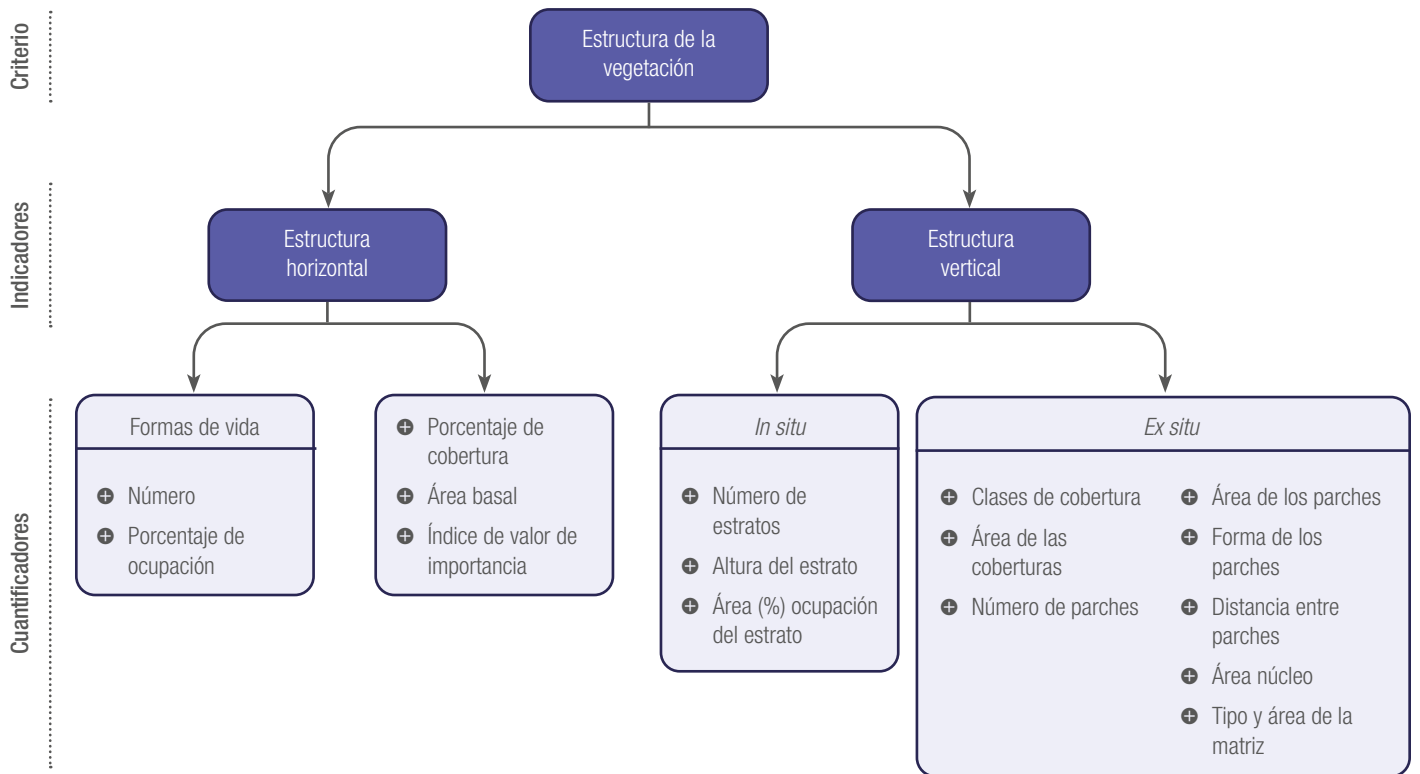 Criterio
Estructura de la
vegetación
Indicadores
Estructura
horizontal
Estructura
vertical
Cuantificadores
Formas de vida
Número
Porcentaje de
ocupación
Porcentaje de
cobertura
Área basal
Índice de valor de
importancia
In situ
Número de
estratos
Altura del estrato
Área (%) ocupación
del estrato
Ex situ
Clases de cobertura
Área de las
coberturas
Número de parches
Área de los parches
Forma de los
parches
Distancia entre
parches
Área núcleo
Tipo y área de la
matriz